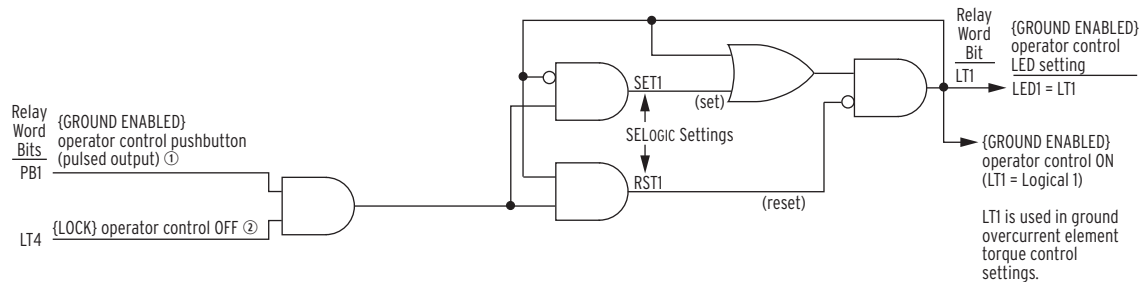 Relay
Word
Bits
PB1
{GROUND ENABLED}
operator control pushbutton
(pulsed output) ①
LT4
{LOCK} operator control OFF ②
SET1
(set)
SELOGIC Settings
RST1
(reset)
Relay
Word
Bit
LT1
{GROUND ENABLED}
operator control
LED setting
LED1 = LT1
{GROUND ENABLED}
operator control ON
(LT1 = Logical 1)
LT1 is used in ground
overcurrent element
torque control
settings.